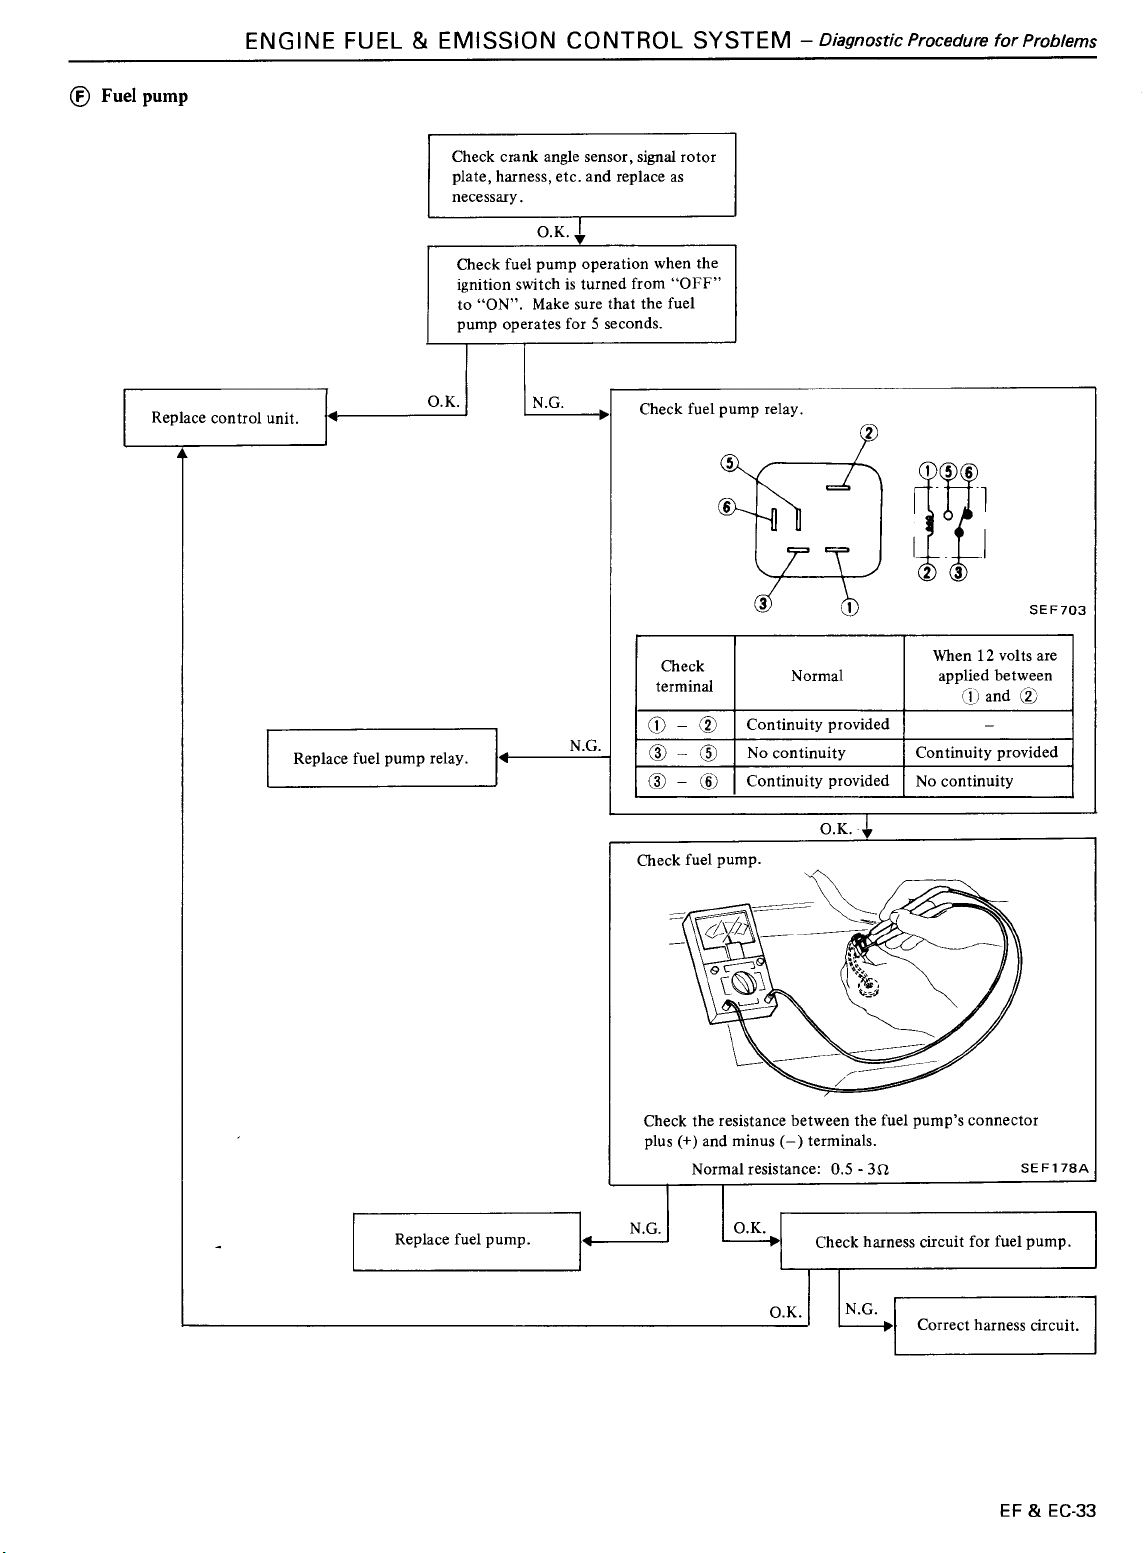 ENGINE FUEL & EMISSION CONTROL SYSTEM – Diagnostic Procedure for Problems
Ⓕ Fuel pump
Check crank angle sensor, signal rotor
plate, harness, etc. and replace as
necessary.
O.K.
Check fuel pump operation when the
ignition switch is turned from “OFF”
to “ON”. Make sure that the fuel
pump operates for 5 seconds.
O.K.
N.G.
Replace control unit.
Check fuel pump relay.
②
⑤
⑥
③
①
① ⑤ ⑥
② ③
SEF703
Check
terminal
Normal
When 12 volts are
applied between
① and ②
① – ② Continuity provided –
③ – ⑤ No continuity Continuity provided
③ – ⑥ Continuity provided No continuity
N.G.
Replace fuel pump relay.
O.K.
Check fuel pump.
Check the resistance between the fuel pump’s connector
plus (+) and minus (–) terminals.
Normal resistance: 0.5 - 3Ω
SEF178A
N.G.
O.K.
Replace fuel pump.
Check harness circuit for fuel pump.
O.K.
N.G.
Correct harness circuit.
EF & EC-33